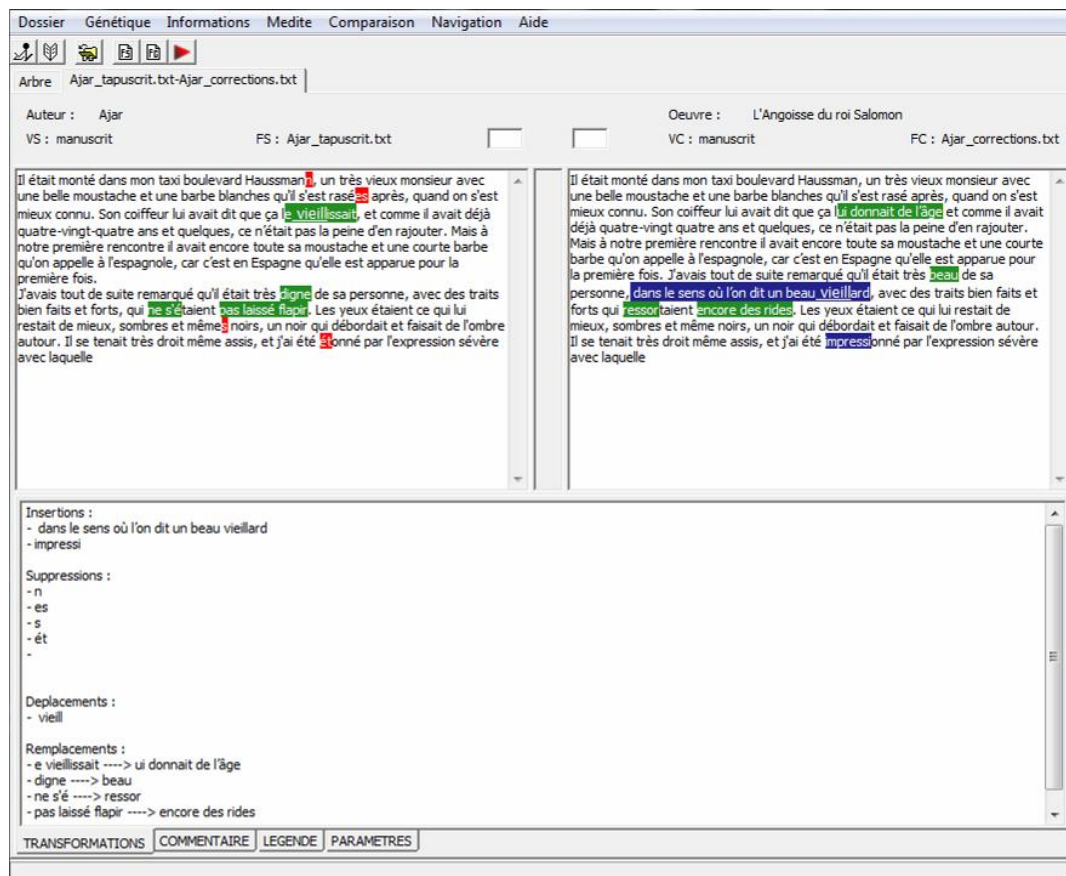 Dossier Génétique Informations Medite Comparaison Navigation Aide
Arbre Ajar_tapuscrit.txt-Ajar_corrections.txt
Auteur : Ajar
Oeuvre : L'Angoisse du roi Salomon
VS : manuscrit FS : Ajar_tapuscrit.txt
VC : manuscrit FC : Ajar_corrections.txt
Il était monté dans mon taxi boulevard Haussmann, un très vieux monsieur avec
une belle moustache et une barbe blanches qu'il s'est rasées après, quand on s'est
mieux connu. Son coiffeur lui avait dit que ça le vieillissait, et comme il avait déjà
quatre-vingt-quatre ans et quelques, ce n'était pas la peine d'en rajouter. Mais à
notre première rencontre il avait encore toute sa moustache et une courte barbe
qu'on appelle à l'espagnole, car c'est en Espagne qu'elle est apparue pour la
première fois.
J'avais tout de suite remarqué qu'il était très digne de sa personne, avec des traits
bien faits et forts, qui ne s'étaient pas laissé flapir. Les yeux étaient ce qui lui
restait de mieux, sombres et mêmes noirs, un noir qui débordait et faisait de l'ombre
autour. Il se tenait très droit même assis, et j'ai été étonné par l'expression sévère
avec laquelle
Il était monté dans mon taxi boulevard Haussman, un très vieux monsieur avec
une belle moustache et une barbe blanches qu'il s'est rasé après, quand on s'est
mieux connu. Son coiffeur lui avait dit que ça lui donnait de l'âge et comme il avait
déjà quatre-vingt quatre ans et quelques, ce n'était pas la peine d'en rajouter.
Mais à notre première rencontre il avait encore toute sa moustache et une courte
barbe qu'on appelle à l'espagnole, car c'est en Espagne qu'elle est apparue pour
la première fois. J'avais tout de suite remarqué qu'il était très beau de sa
personne, dans le sens où l'on dit un beau vieillard, avec des traits bien faits et
forts qui ressortaient encore des rides. Les yeux étaient ce qui lui restait de
mieux, sombres et même noirs, un noir qui débordait et faisait de l'ombre autour.
Il se tenait très droit même assis, et j'ai été impressionné par l'expression sévère
avec laquelle
Insertions :
- dans le sens où l'on dit un beau vieillard
- impressi
Suppressions :
- n
- es
- s
- ét
-
Deplacements :
- vieill
Remplacements :
- e vieillissait ----> ui donnait de l'âge
- digne ----> beau
- ne s'é ----> ressor
- pas laissé flapir ----> encore des rides
TRANSFORMATIONS COMMENTAIRE LEGENDE PARAMETRES